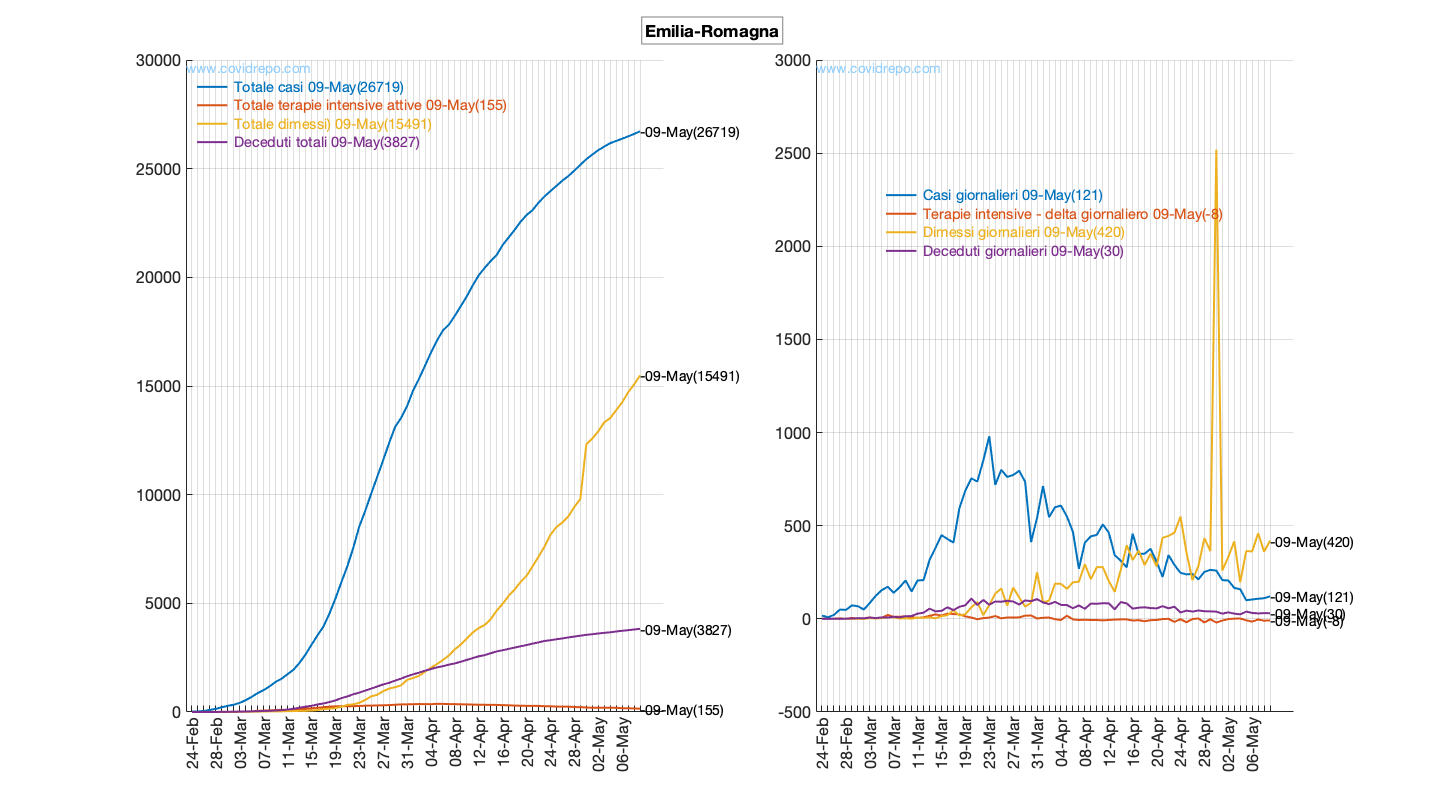 Emilia-Romagna
30000
25000
20000
15000
10000
5000
0
www.covidrepo.com
Totale casi 09-May(26719)
Totale terapie intensive attive 09-May(155)
Totale dimessi) 09-May(15491)
Deceduti totali 09-May(3827)
-09-May(26719)
-09-May(15491)
-09-May(3827)
-09-May(155)
24-Feb
28-Feb
03-Mar
07-Mar
11-Mar
15-Mar
19-Mar
23-Mar
27-Mar
31-Mar
04-Apr
08-Apr
12-Apr
16-Apr
20-Apr
24-Apr
28-Apr
02-May
06-May
3000
2500
2000
1500
1000
500
0
-500
www.covidrepo.com
Casi giornalieri 09-May(121)
Terapie intensive - delta giornaliero 09-May(-8)
Dimessi giornalieri 09-May(420)
Deceduti giornalieri 09-May(30)
-09-May(420)
-09-May(121)
-09-May(30)
-09-May(-8)
24-Feb
28-Feb
03-Mar
07-Mar
11-Mar
15-Mar
19-Mar
23-Mar
27-Mar
31-Mar
04-Apr
08-Apr
12-Apr
16-Apr
20-Apr
24-Apr
28-Apr
02-May
06-May